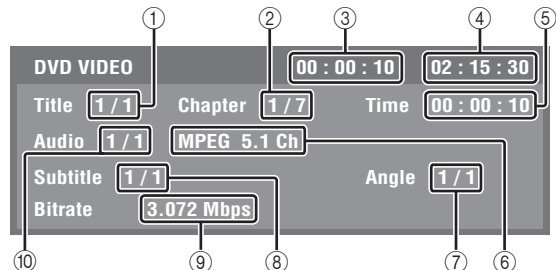 ① ② ③ ④ ⑤
DVD VIDEO 00 : 00 : 10 02 : 15 : 30
Title 1 / 1 Chapter 1 / 7 Time 00 : 00 : 10
Audio 1 / 1 MPEG 5.1 Ch
Subtitle 1 / 1 Angle 1 / 1
Bitrate 3.072 Mbps
⑩ ⑨ ⑧ ⑦ ⑥